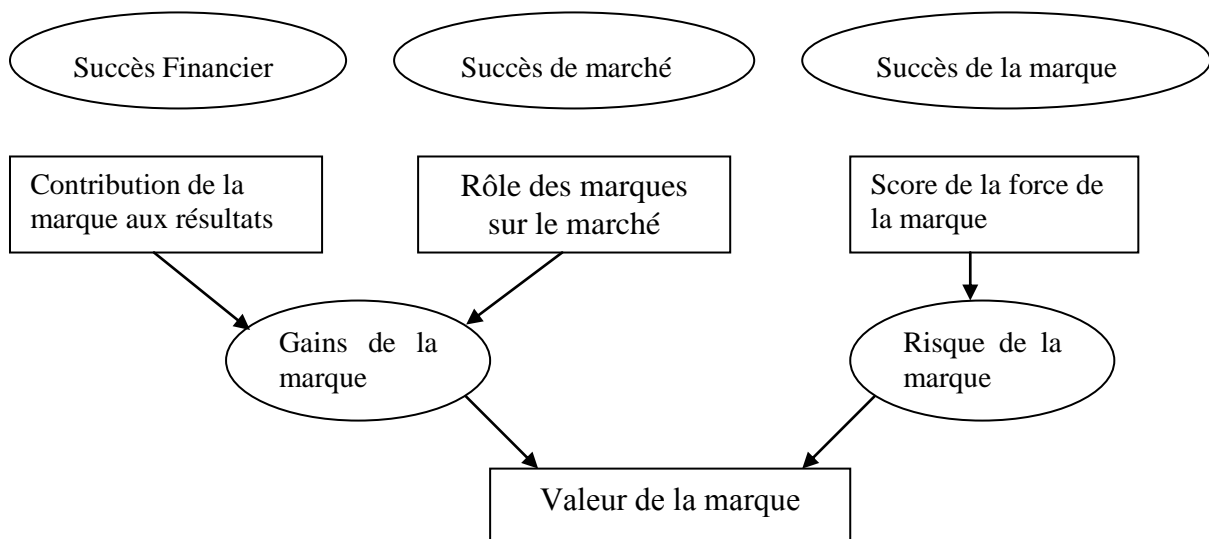 Succès Financier
Succès de marché
Succès de la marque
Contribution de la
marque aux résultats
Rôle des marques
sur le marché
Score de la force de
la marque
Gains de la
marque
Risque de la
marque
Valeur de la marque